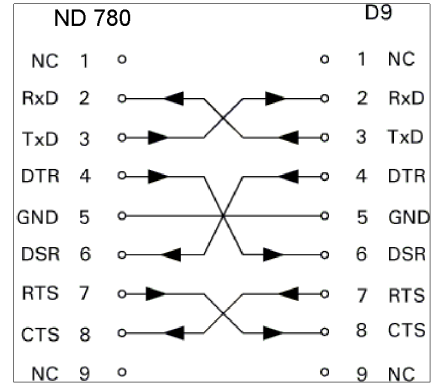 ND 780 D9
NC 1 1 NC
RxD 2 2 RxD
TxD 3 3 TxD
DTR 4 4 DTR
GND 5 5 GND
DSR 6 6 DSR
RTS 7 7 RTS
CTS 8 8 CTS
NC 9 9 NC